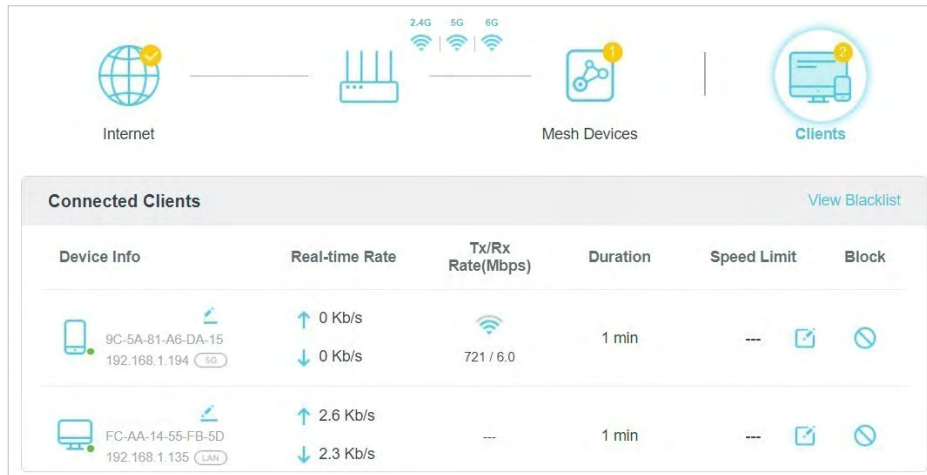 2.4G 5G 6G
1
2
Internet
Mesh Devices
Clients
Connected Clients
View Blacklist
Device Info
Real-time Rate
Tx/Rx
Rate(Mbps)
Duration
Speed Limit
Block
9C-5A-81-A6-DA-15
192.168.1.194 5G
↑ 0 Kb/s
↓ 0 Kb/s
721 / 6.0
1 min
---
FC-AA-14-55-FB-5D
192.168.1.135 LAN
↑ 2.6 Kb/s
↓ 2.3 Kb/s
---
1 min
---